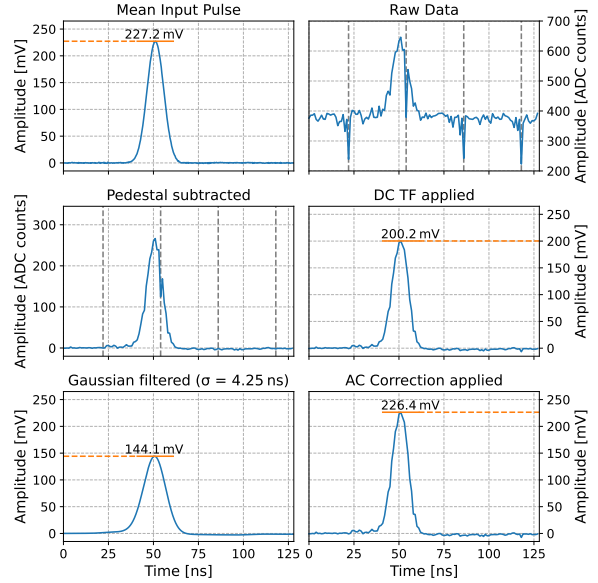 Mean Input Pulse
Amplitude [mV]
250
200
150
100
50
0
227.2 mV
Raw Data
700
600
500
400
300
200
Amplitude [ADC counts]
Pedestal subtracted
Amplitude [ADC counts]
300
200
100
0
DC TF applied
200.2 mV
250
200
150
100
50
0
Amplitude [mV]
Gaussian filtered (σ = 4.25 ns)
Amplitude [mV]
250
200
150
100
50
0
144.1 mV
0 25 50 75 100 125
Time [ns]
AC Correction applied
226.4 mV
250
200
150
100
50
0
Amplitude [mV]
0 25 50 75 100 125
Time [ns]